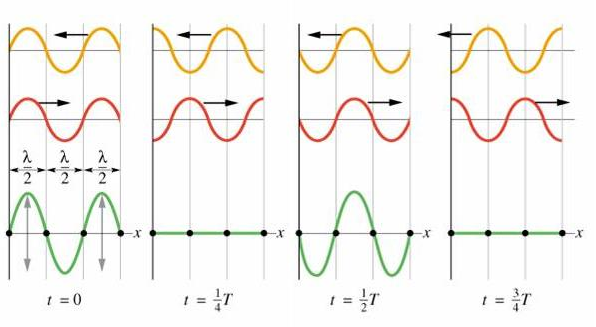 λ/2 λ/2 λ/2
x x x x
t = 0 t = 1/4 T t = 1/2 T t = 3/4 T